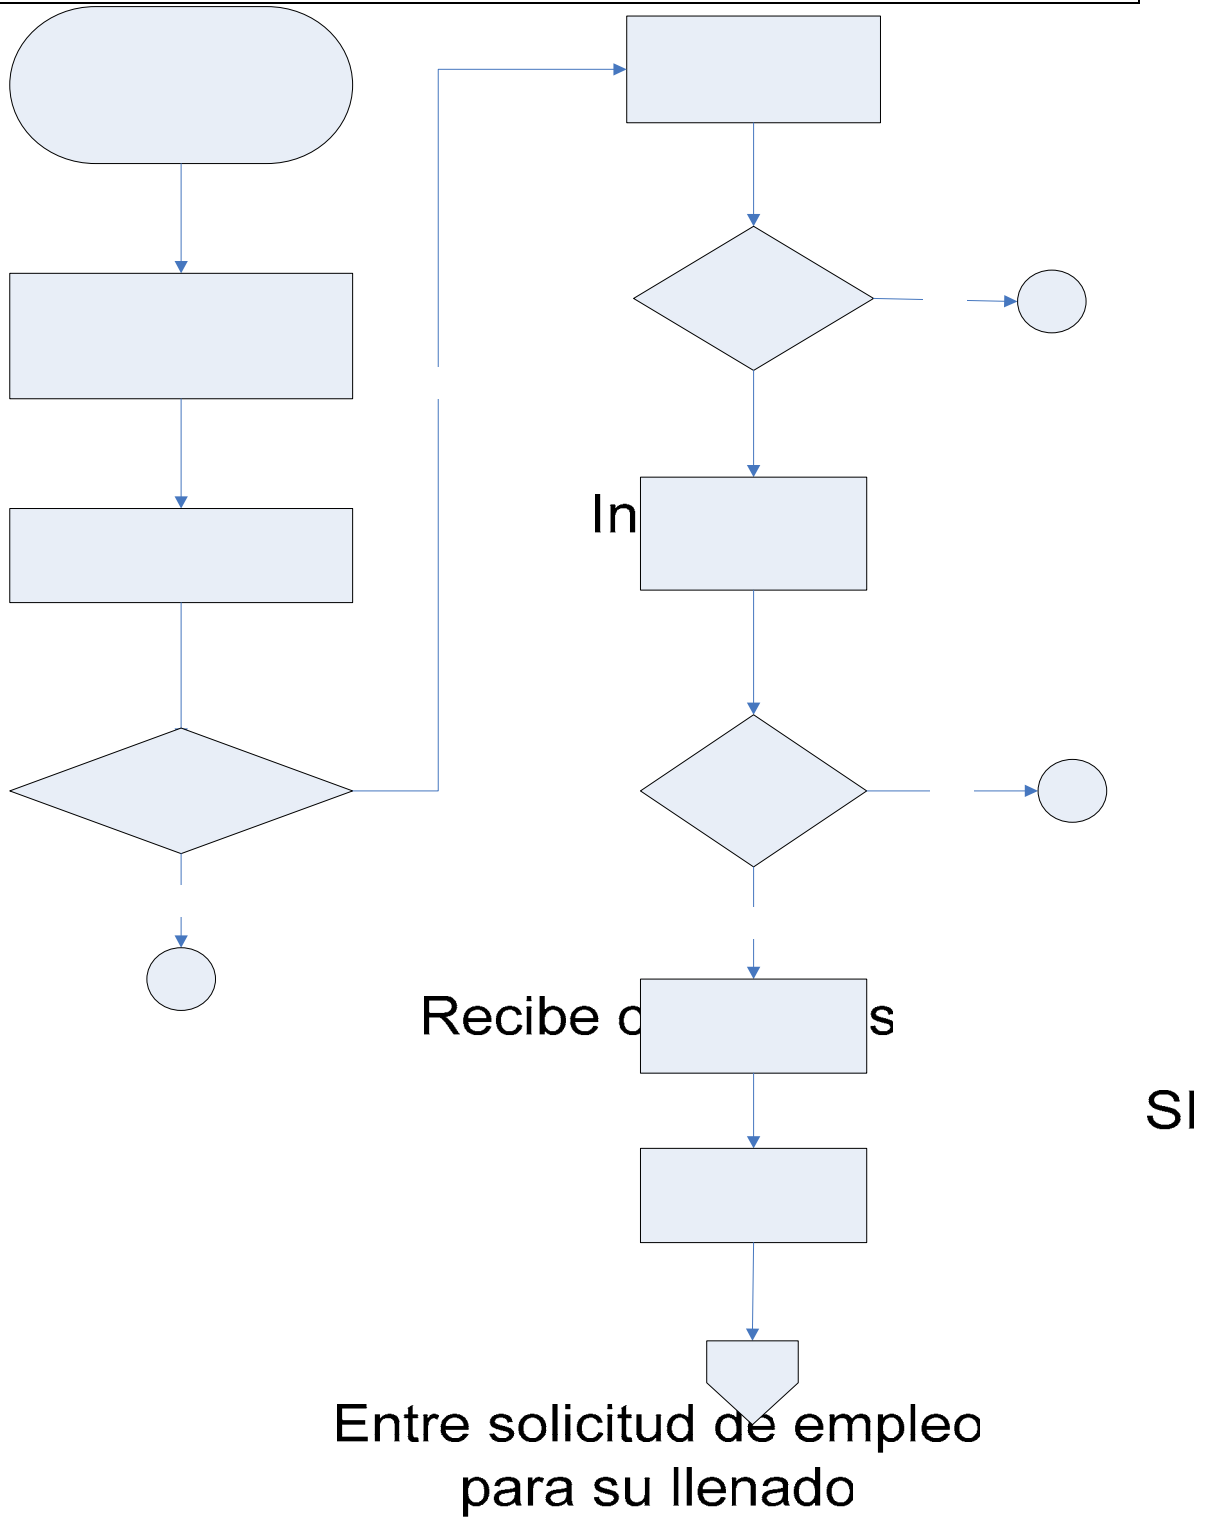 In
Recibe
SI
Entre solicitud de empleo
para su llenado